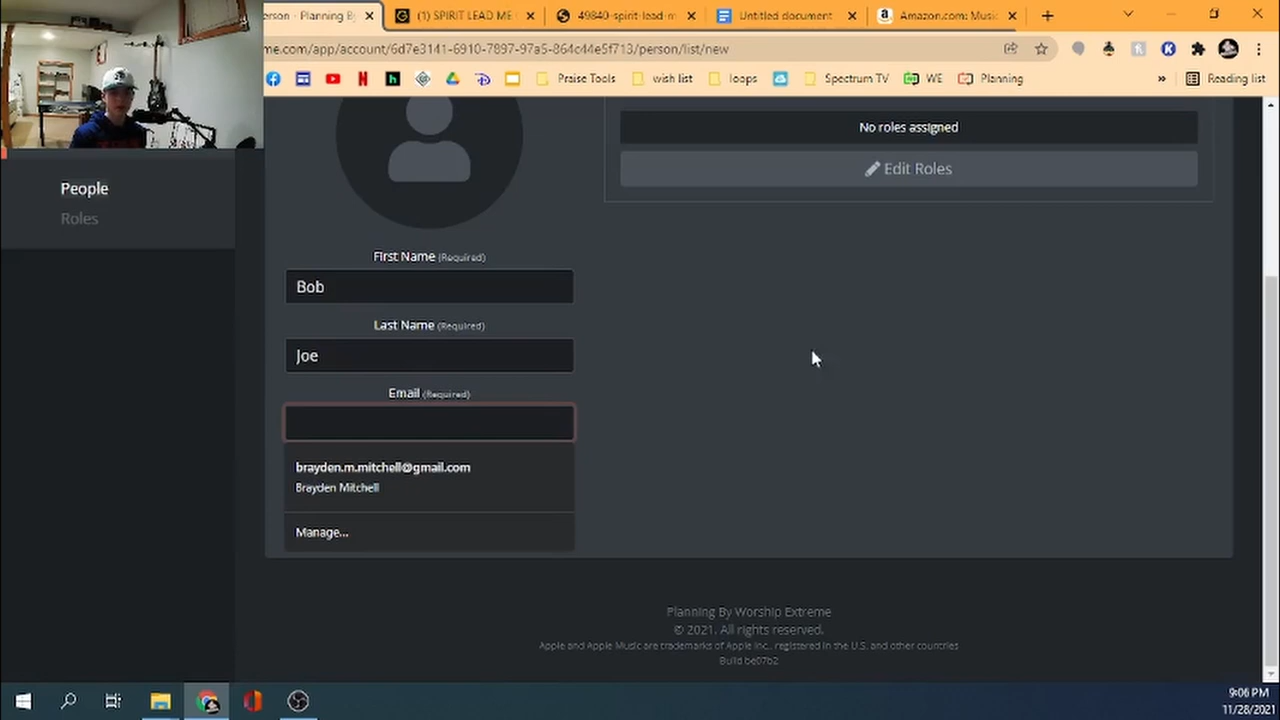 erson - Planning By
(1) SPIRIT LEAD ME
49840-spirit-lead-m
Untitled document
Amazon.com: Music
me.com/app/account/6d7e3141-6910-7897-97a5-864c44e5f713/person/list/new
Praise Tools
wish list
loops
Spectrum TV
WE
Planning
»
Reading list
People
Roles
No roles assigned
Edit Roles
First Name (Required)
Bob
Last Name (Required)
Joe
Email (Required)
brayden.m.mitchell@gmail.com
Brayden Mitchell
Manage...
Planning By Worship Extreme
© 2021. All rights reserved.
Apple and Apple Music are trademarks of Apple Inc., registered in the U.S. and other countries
Build be07b2
9:06 PM
11/28/2021